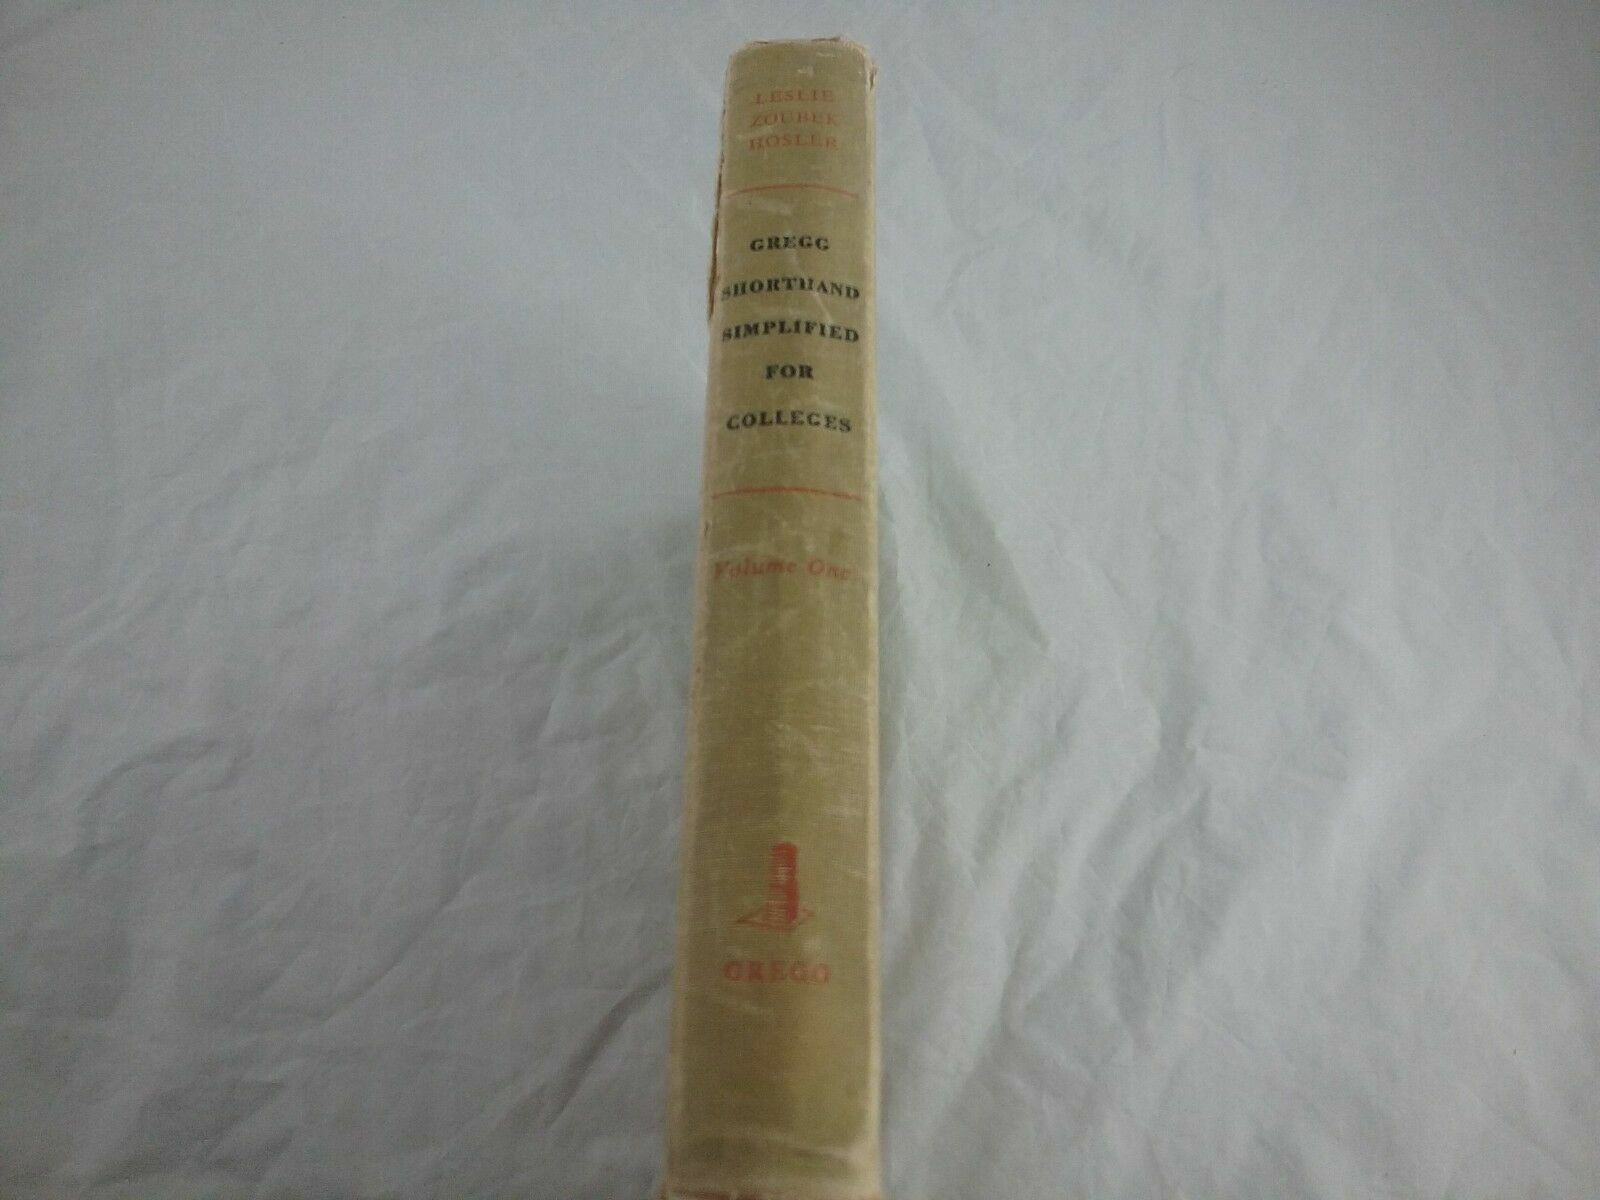 LESLIE
ZOUBEK
HOSLER
GREGG
SHORTHAND
SIMPLIFIED
FOR
COLLEGES
Volume One
GREGG